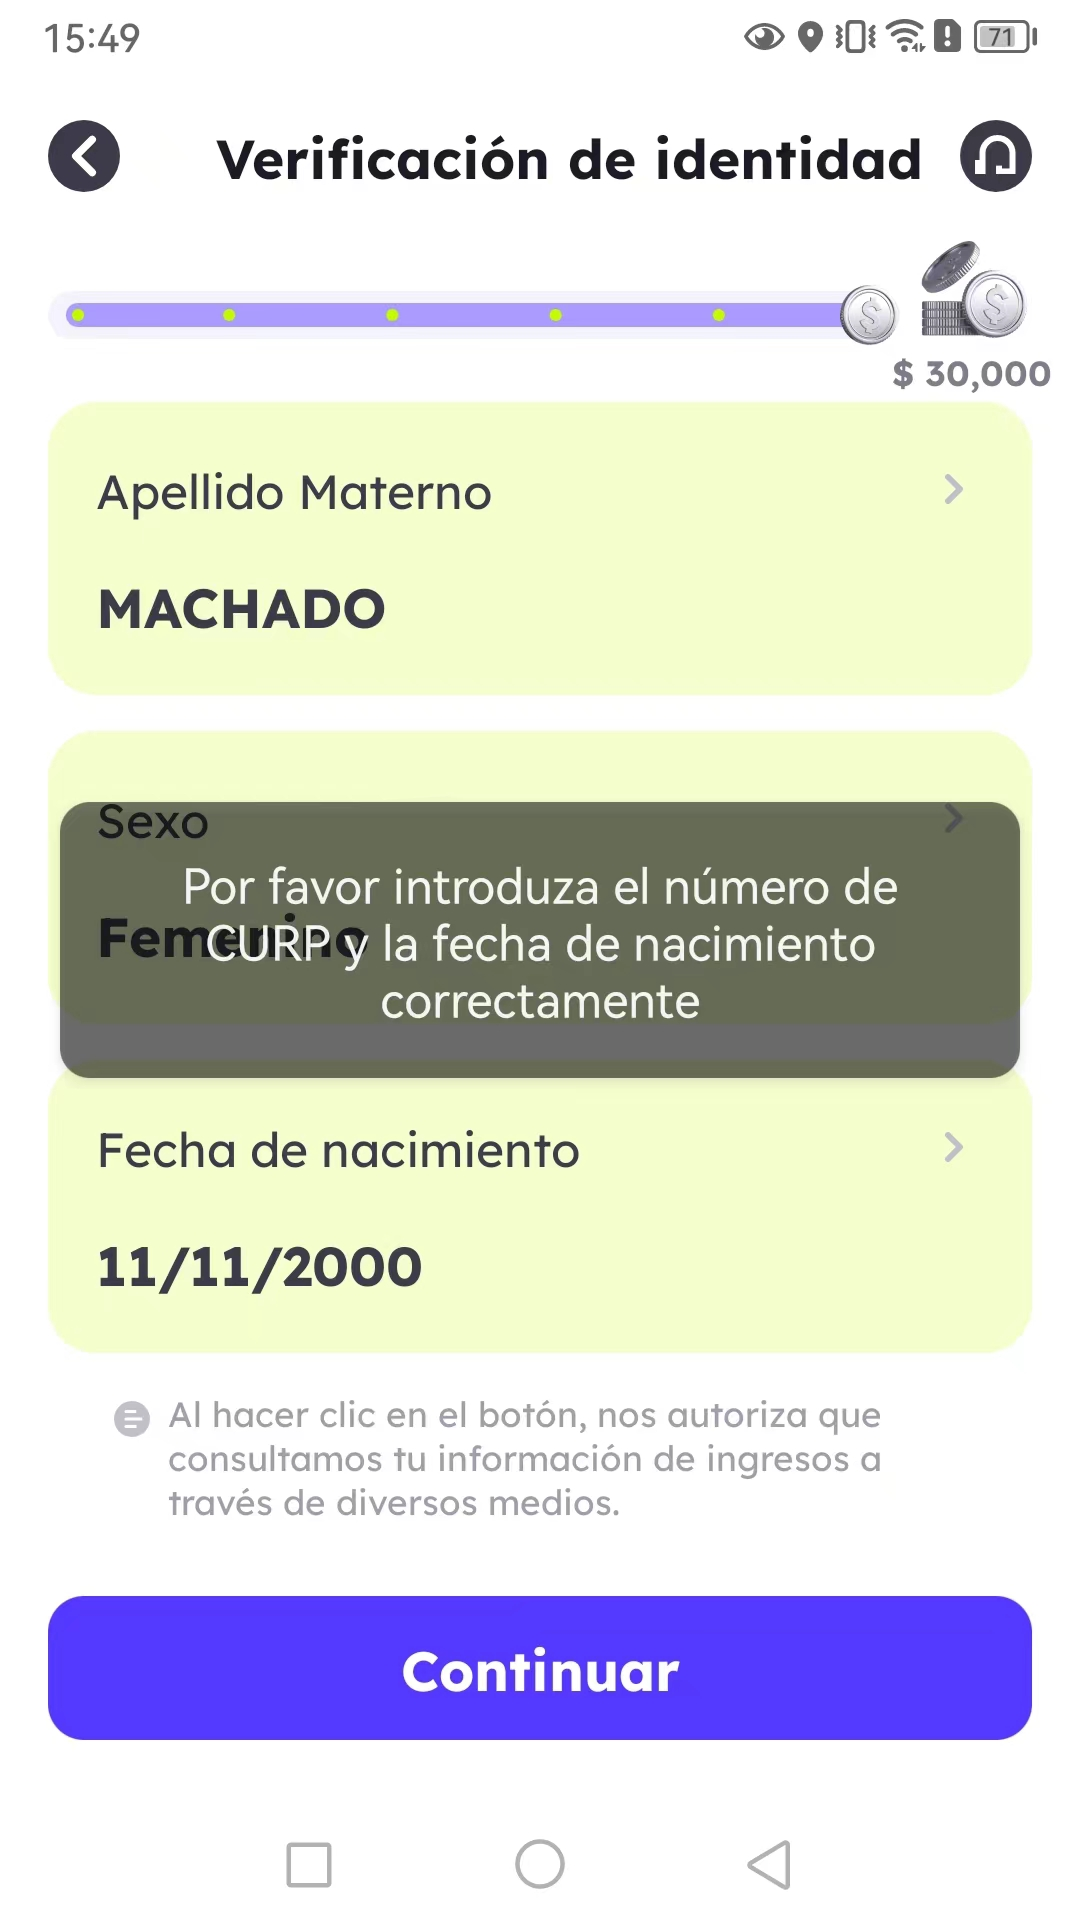 15:49
71
Verificación de identidad
$ 30,000
Apellido Materno
MACHADO
Sexo
Femenino
Por favor introduza el número de
CURP y la fecha de nacimiento
correctamente
Fecha de nacimiento
11/11/2000
Al hacer clic en el botón, nos autoriza que
consultamos tu información de ingresos a
través de diversos medios.
Continuar